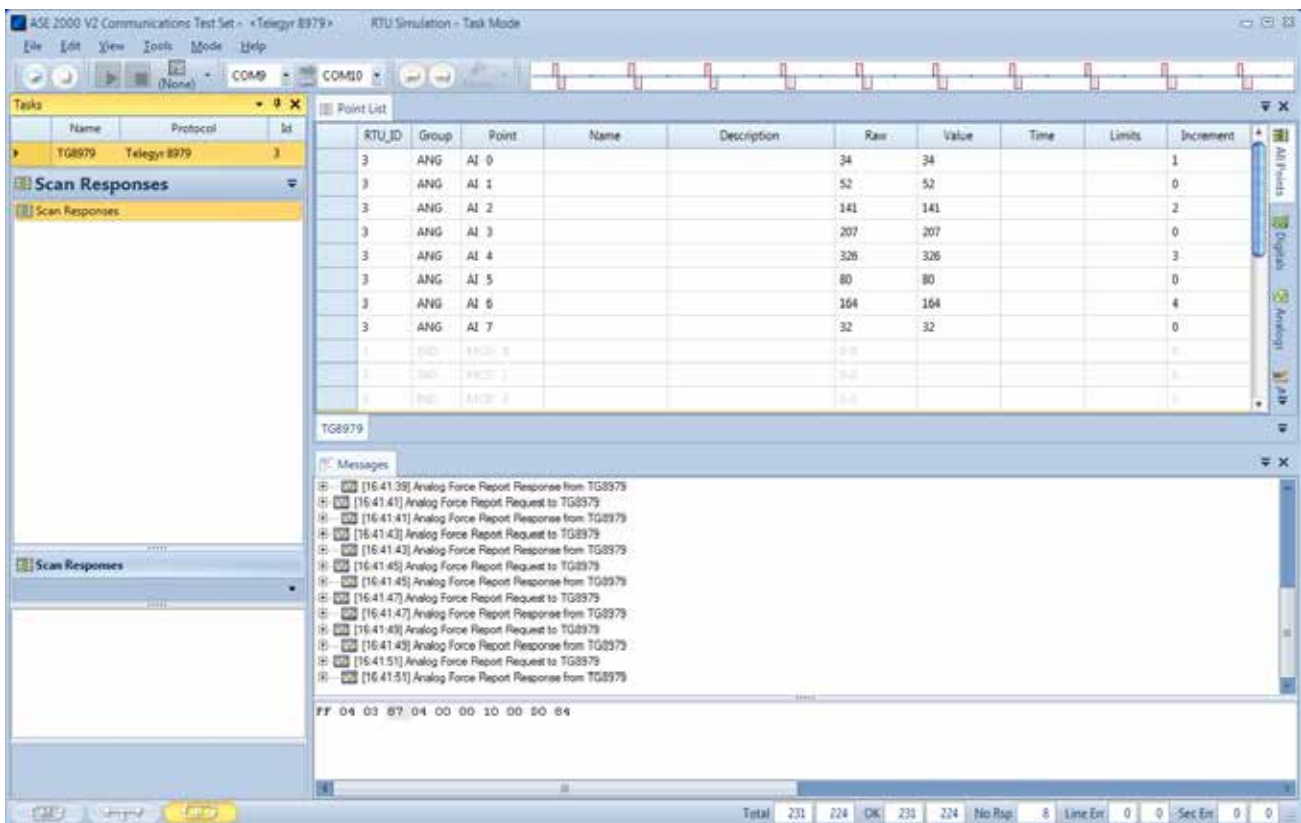 ASE 2000 V2 Communications Test Set - <Telegyr 8979> RTU Simulation - Task Mode
File Edit View Tools Mode Help
(None) COM9 COM10
Tasks
Name Protocol Id
TG8979 Telegyr 8979 3
Scan Responses
Scan Responses
Scan Responses
Point List
RTU_ID Group Point Name Description Raw Value Time Limits Increment
3 ANG AI 0 34 34 1
3 ANG AI 1 52 52 0
3 ANG AI 2 141 141 2
3 ANG AI 3 207 207 0
3 ANG AI 4 326 326 3
3 ANG AI 5 80 80 0
3 ANG AI 6 164 164 4
3 ANG AI 7 32 32 0
All Points
Digitals
Analogs
TG8979
Messages
[16:41:39] Analog Force Report Response from TG8979
[16:41:41] Analog Force Report Request to TG8979
[16:41:41] Analog Force Report Response from TG8979
[16:41:43] Analog Force Report Request to TG8979
[16:41:43] Analog Force Report Response from TG8979
[16:41:45] Analog Force Report Request to TG8979
[16:41:45] Analog Force Report Response from TG8979
[16:41:47] Analog Force Report Request to TG8979
[16:41:47] Analog Force Report Response from TG8979
[16:41:49] Analog Force Report Request to TG8979
[16:41:49] Analog Force Report Response from TG8979
[16:41:51] Analog Force Report Request to TG8979
[16:41:51] Analog Force Report Response from TG8979
FF 04 03 87 04 00 00 10 00 84
Total 231 224 OK 231 224 No Rsp 8 Line Err 0 0 Sec Err 0 0